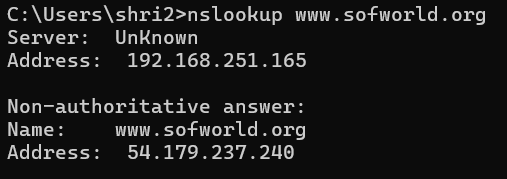 C:\Users\shri2>nslookup www.sofworld.org
Server:  UnKnown
Address:  192.168.251.165

Non-authoritative answer:
Name:    www.sofworld.org
Address:  54.179.237.240